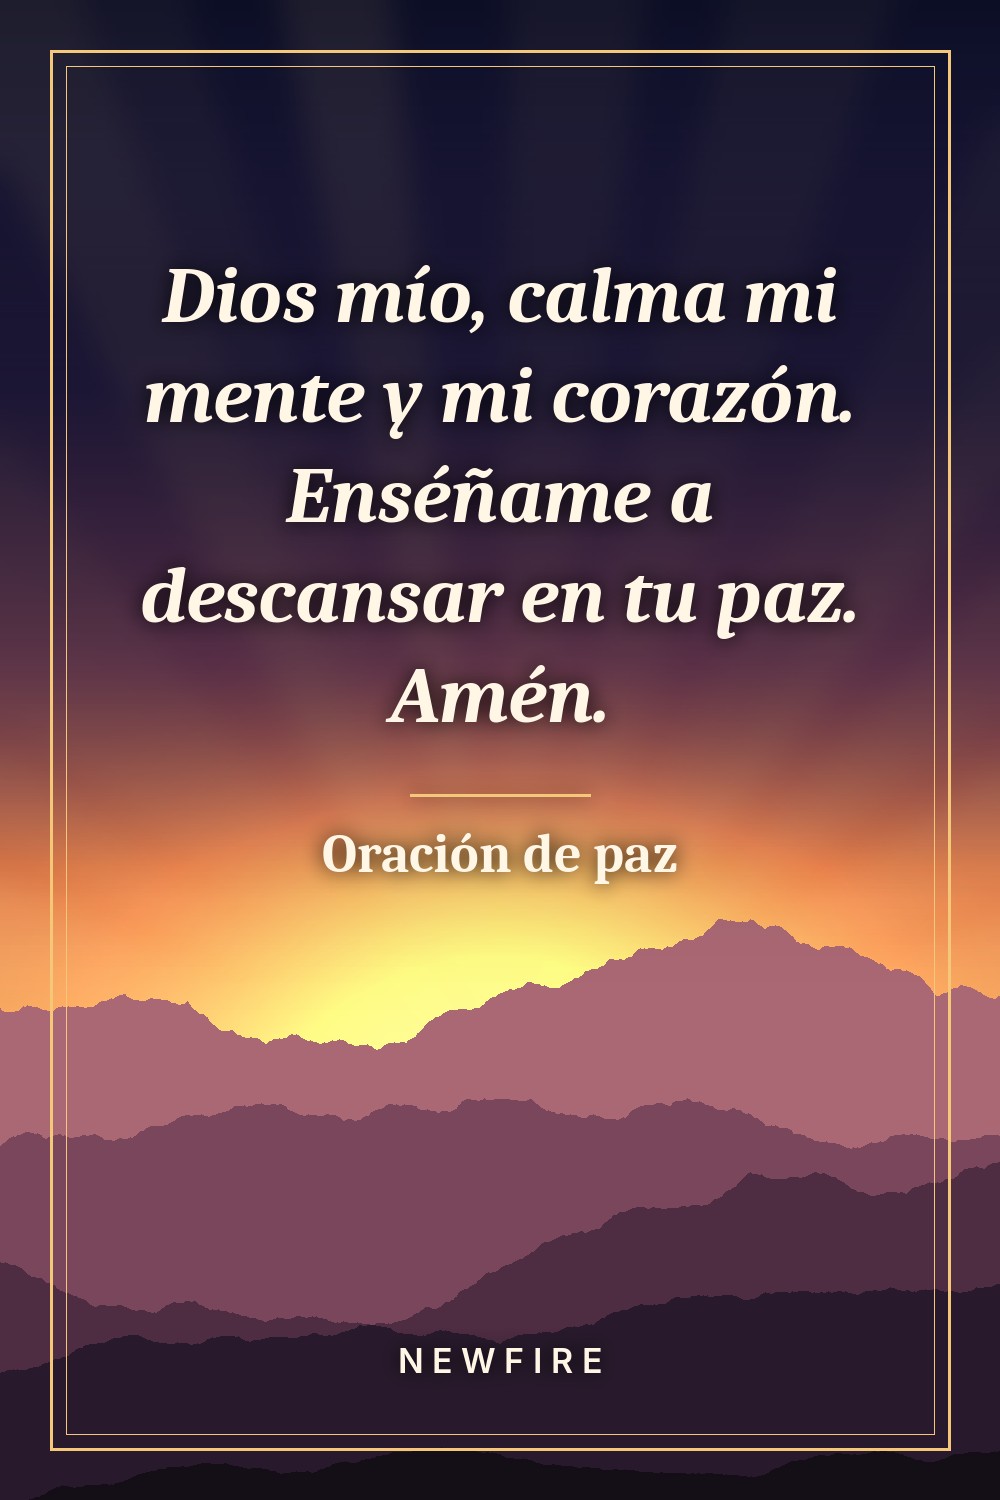 Dios mío, calma mi
mente y mi corazón.
Enséñame a
descansar en tu paz.
Amén.
Oración de paz
NEWFIRE